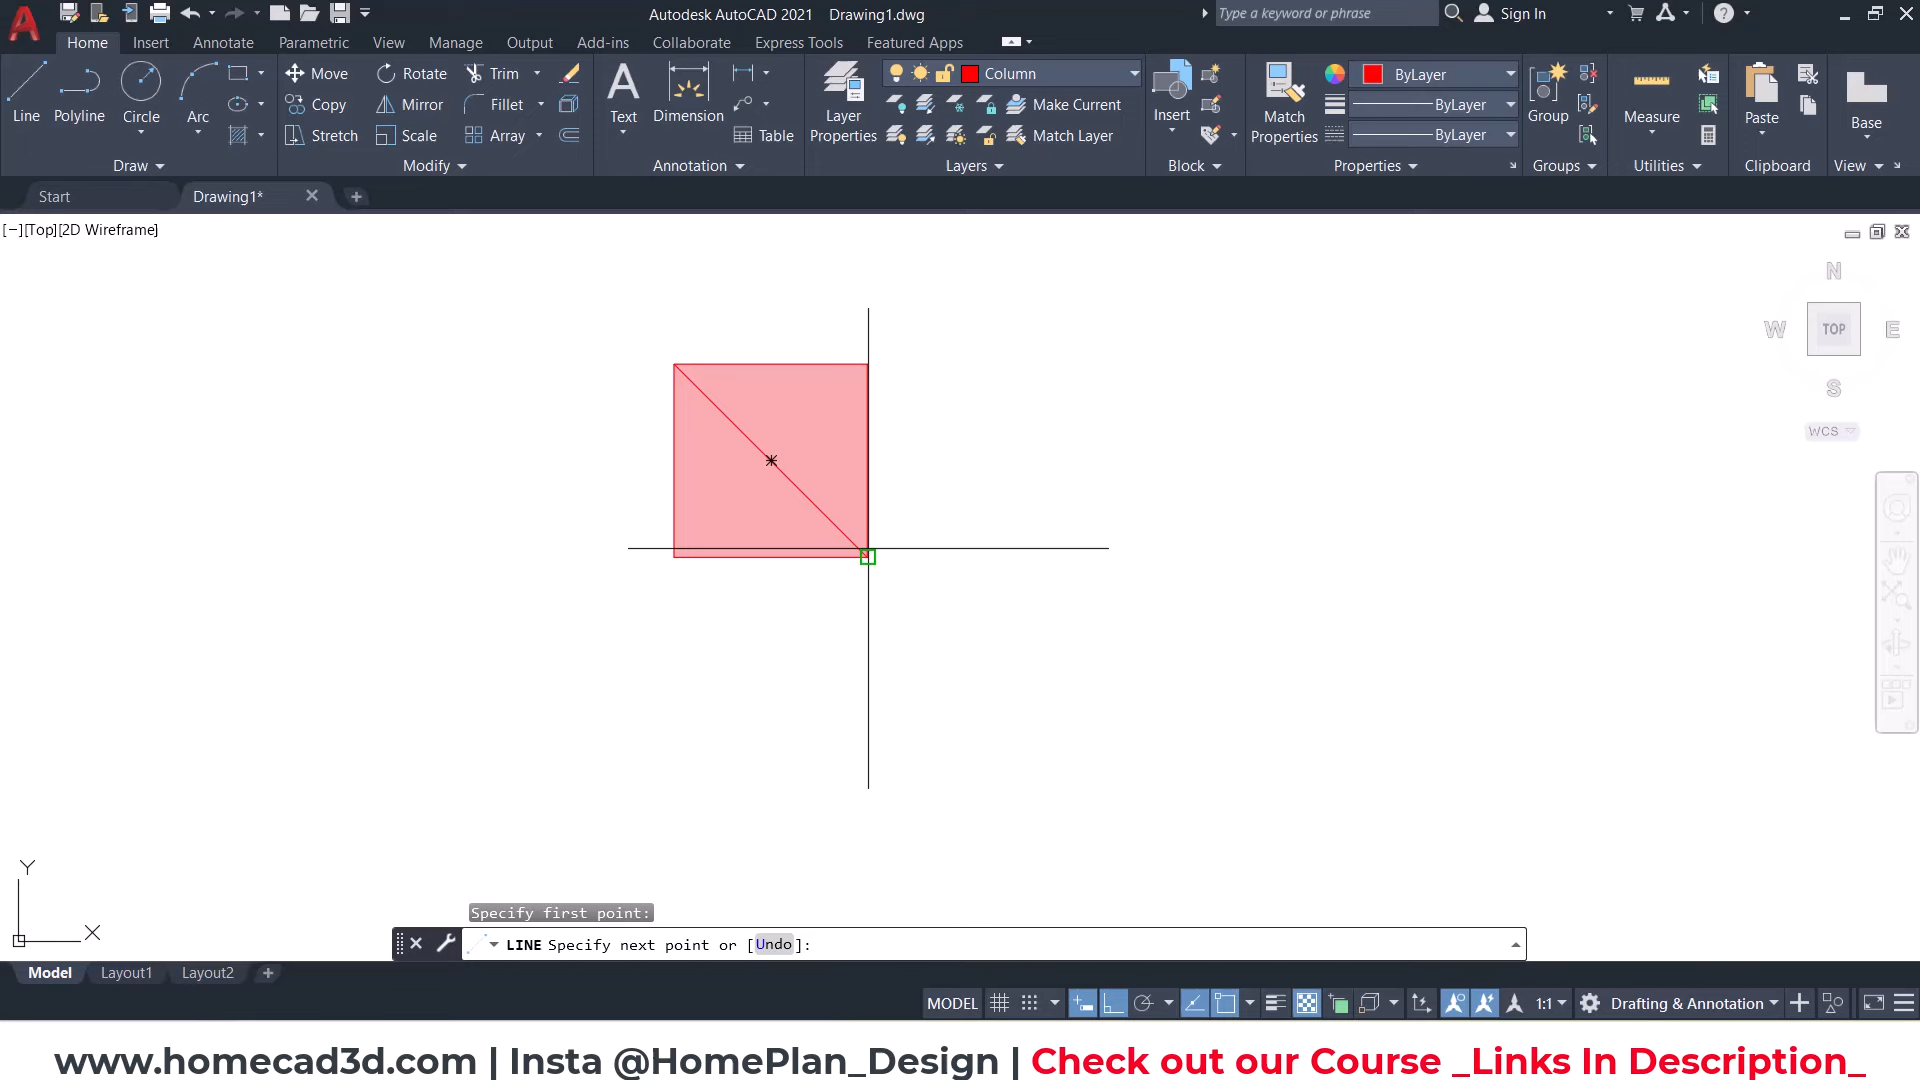 Autodesk AutoCAD 2021 Drawing1.dwg
Type a keyword or phrase
Sign In
Home Insert Annotate Parametric View Manage Output Add-ins Collaborate Express Tools Featured Apps
Line Polyline Circle Arc
Move Rotate Trim
Copy Mirror Fillet
Stretch Scale Array
Text Dimension
Table
Layer Properties
Column
Make Current
Match Layer
Insert
Match Properties
ByLayer
ByLayer
ByLayer
Group
Measure
Paste
Base
Draw Modify Annotation Layers Block Properties Groups Utilities Clipboard View
Start Drawing1*
[−][Top][2D Wireframe]
N
W TOP E
S
WCS
Y
X
Specify first point:
LINE Specify next point or [Undo]:
Model Layout1 Layout2
MODEL 1:1 Drafting & Annotation
www.homecad3d.com | Insta @HomePlan_Design | Check out our Course _Links In Description_